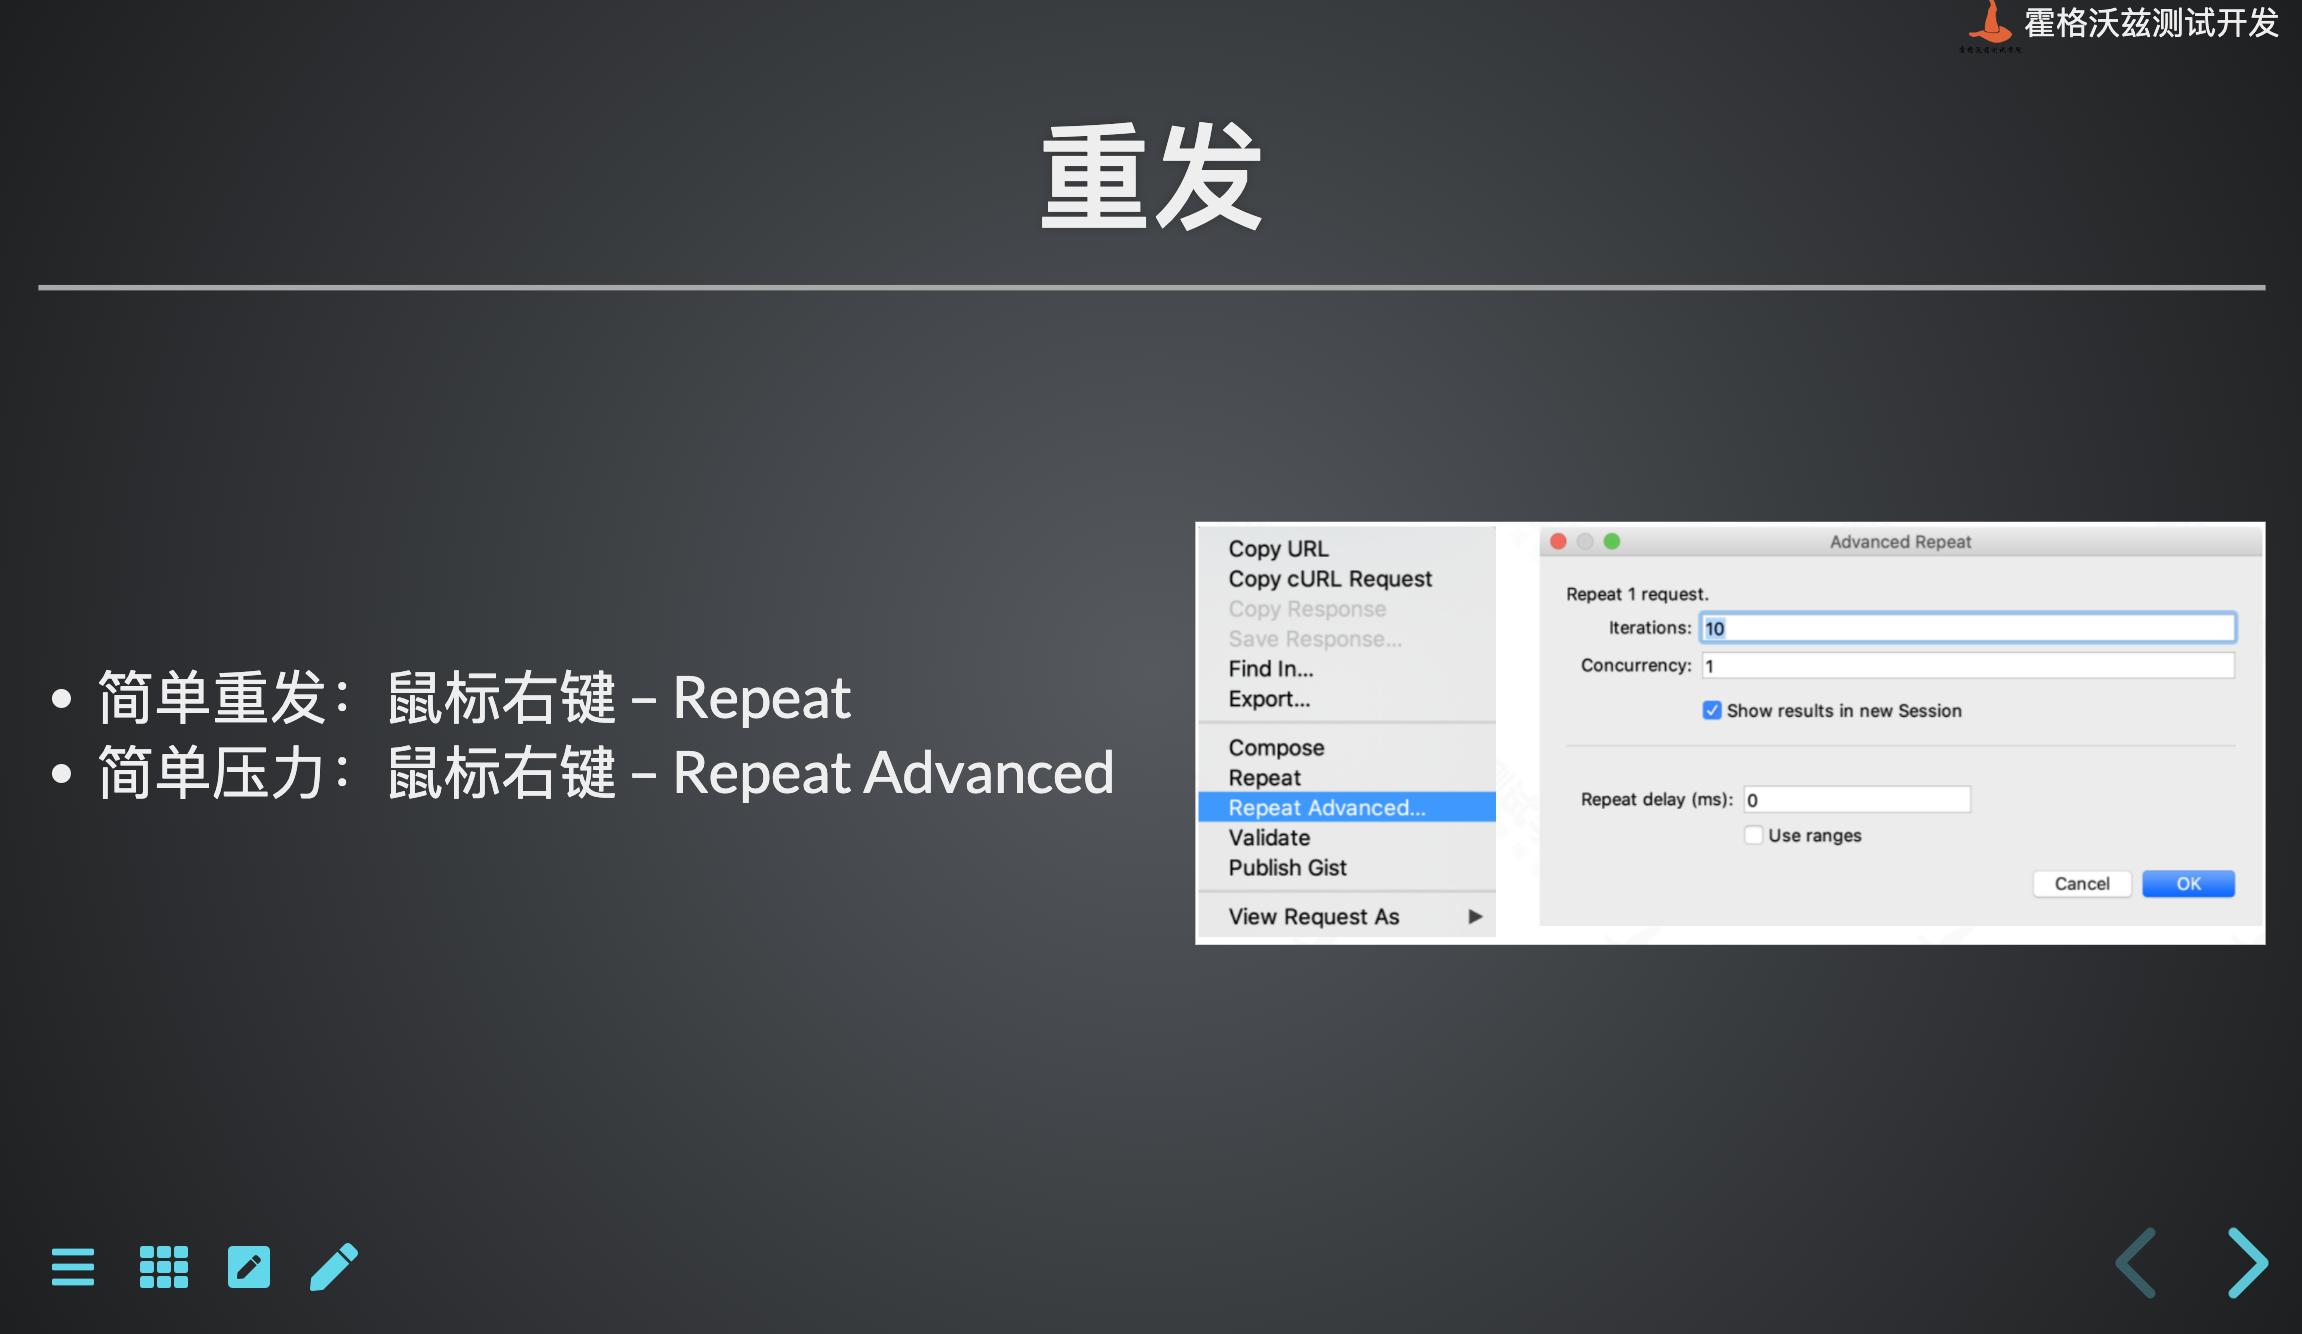 霍格沃兹测试开发
重发
• 简单重发：鼠标右键 – Repeat
• 简单压力：鼠标右键 – Repeat Advanced
Copy URL
Copy cURL Request
Copy Response
Save Response...
Find In...
Export...
Compose
Repeat
Repeat Advanced...
Validate
Publish Gist
View Request As
Advanced Repeat
Repeat 1 request.
Iterations: 10
Concurrency: 1
Show results in new Session
Repeat delay (ms): 0
Use ranges
Cancel OK